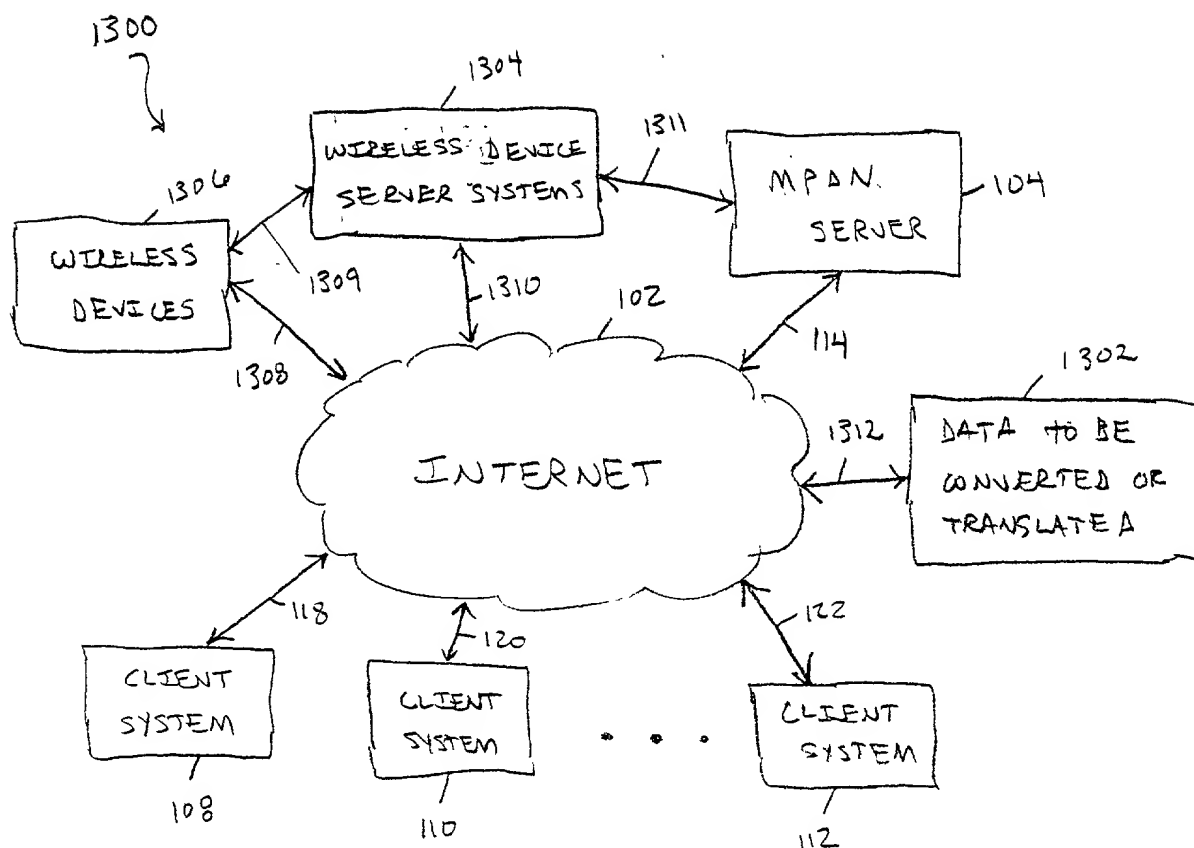 1300
1304
WIRELESS DEVICE
SERVER SYSTEMS
1311
MPDN.
SERVER
104
1306
WIRELESS
DEVICES
1309
1310
102
1308
114
1302
INTERNET
1312
DATA TO BE
CONVERTED OR
TRANSLATED
118
120
122
CLIENT
SYSTEM
CLIENT
SYSTEM
. . .
CLIENT
SYSTEM
108
110
112